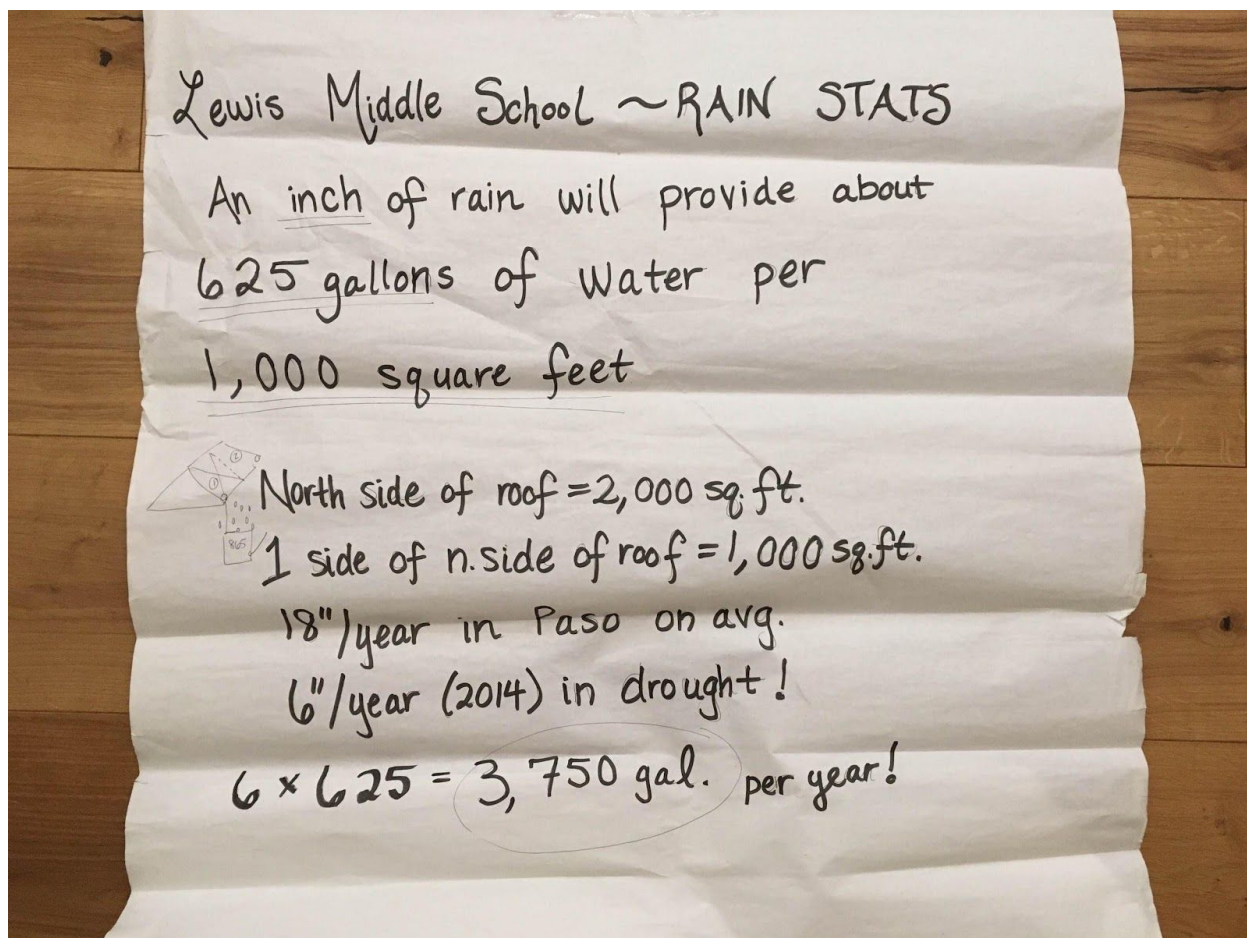 Lewis Middle School ~ RAIN STATS
An inch of rain will provide about
625 gallons of water per
1,000 square feet
North side of roof = 2,000 sq. ft.
1 side of n. side of roof = 1,000 sq. ft.
18"/year in Paso on avg.
6"/year (2014) in drought!
6 × 625 = 3,750 gal. per year!
2
1
865